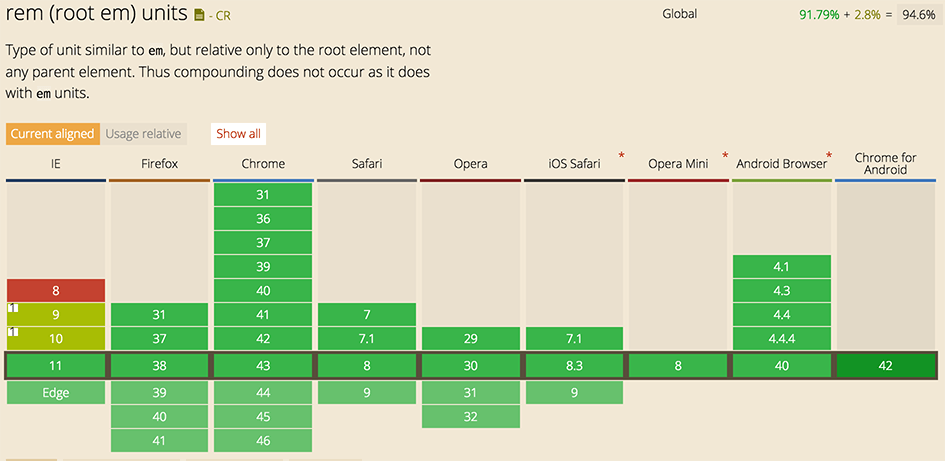 rem (root em) units - CR
Global 91.79% + 2.8% = 94.6%
Type of unit similar to em, but relative only to the root element, not
any parent element. Thus compounding does not occur as it does
with em units.
Current aligned Usage relative Show all
IE Firefox Chrome Safari Opera iOS Safari * Opera Mini * Android Browser * Chrome for
Android
31
36
37
39 4.1
8 40 4.3
1 9 31 41 7 4.4
1 10 37 42 7.1 29 7.1 4.4.4
11 38 43 8 30 8.3 8 40 42
Edge 39 44 9 31 9
40 45 32
41 46